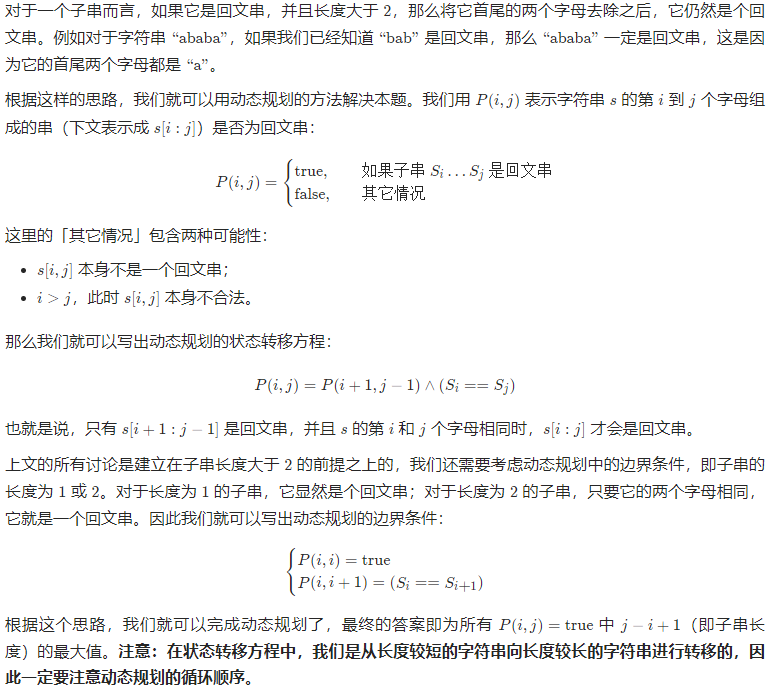 对于一个子串而言，如果它是回文串，并且长度大于 2，那么将它首尾的两个字母去除之后，它仍然是个回
文串。例如对于字符串 “ababa”，如果我们已经知道 “bab” 是回文串，那么 “ababa” 一定是回文串，这是因
为它的首尾两个字母都是 “a”。
根据这样的思路，我们就可以用动态规划的方法解决本题。我们用 P(i, j) 表示字符串 s 的第 i 到 j 个字母组
成的串（下文表示成 s[i : j]）是否为回文串：
P(i, j) = { true, 如果子串 Sᵢ … Sⱼ 是回文串
false, 其它情况
这里的「其它情况」包含两种可能性：
• s[i, j] 本身不是一个回文串；
• i > j，此时 s[i, j] 本身不合法。
那么我们就可以写出动态规划的状态转移方程：
P(i, j) = P(i + 1, j − 1) ∧ (Sᵢ == Sⱼ)
也就是说，只有 s[i + 1 : j − 1] 是回文串，并且 s 的第 i 和 j 个字母相同时，s[i : j] 才会是回文串。
上文的所有讨论是建立在子串长度大于 2 的前提之上的，我们还需要考虑动态规划中的边界条件，即子串的
长度为 1 或 2。对于长度为 1 的子串，它显然是个回文串；对于长度为 2 的子串，只要它的两个字母相同，
它就是一个回文串。因此我们就可以写出动态规划的边界条件：
{ P(i, i) = true
P(i, i + 1) = (Sᵢ == Sᵢ₊₁)
根据这个思路，我们就可以完成动态规划了，最终的答案即为所有 P(i, j) = true 中 j − i + 1（即子串长
度）的最大值。注意：在状态转移方程中，我们是从长度较短的字符串向长度较长的字符串进行转移的，因
此一定要注意动态规划的循环顺序。